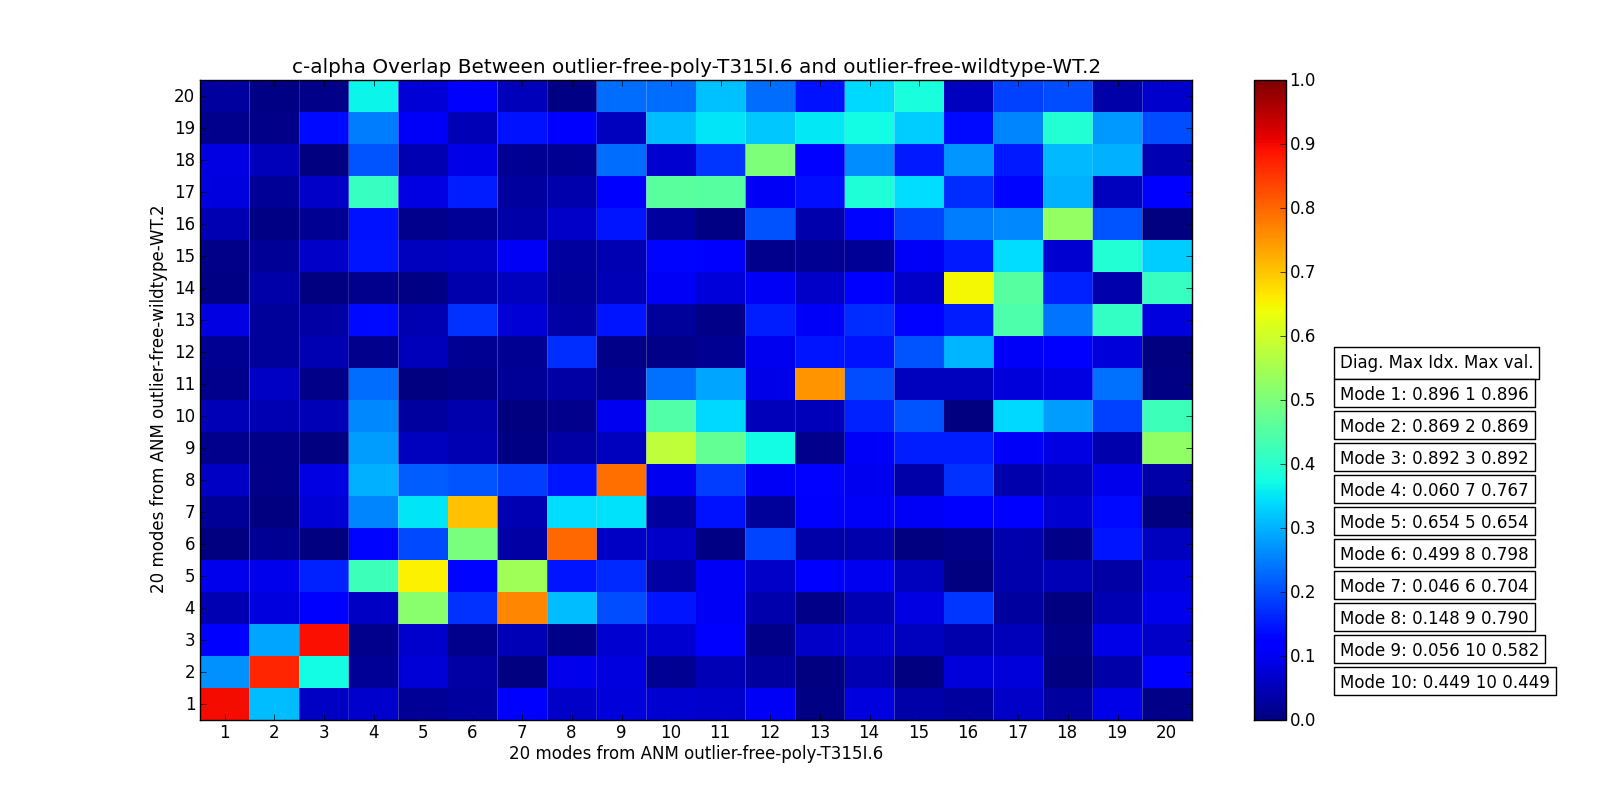 c-alpha Overlap Between outlier-free-poly-T315I.6 and outlier-free-wildtype-WT.2
20 modes from ANM outlier-free-wildtype-WT.2
20
19
18
17
16
15
14
13
12
11
10
9
8
7
6
5
4
3
2
1
1 2 3 4 5 6 7 8 9 10 11 12 13 14 15 16 17 18 19 20
20 modes from ANM outlier-free-poly-T315I.6
1.0
0.9
0.8
0.7
0.6
0.5
0.4
0.3
0.2
0.1
0.0
Diag. Max Idx. Max val.
Mode 1: 0.896 1 0.896
Mode 2: 0.869 2 0.869
Mode 3: 0.892 3 0.892
Mode 4: 0.060 7 0.767
Mode 5: 0.654 5 0.654
Mode 6: 0.499 8 0.798
Mode 7: 0.046 6 0.704
Mode 8: 0.148 9 0.790
Mode 9: 0.056 10 0.582
Mode 10: 0.449 10 0.449